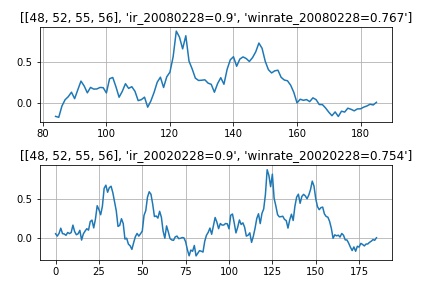 [[48, 52, 55, 56], 'ir_20080228=0.9', 'winrate_20080228=0.767']
0.5
0.0
80 100 120 140 160 180
[[48, 52, 55, 56], 'ir_20020228=0.9', 'winrate_20020228=0.754']
0.5
0.0
0 25 50 75 100 125 150 175